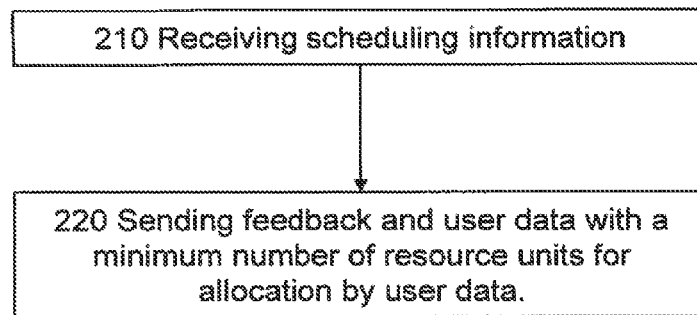 210 Receiving scheduling information
220 Sending feedback and user data with a
minimum number of resource units for
allocation by user data.